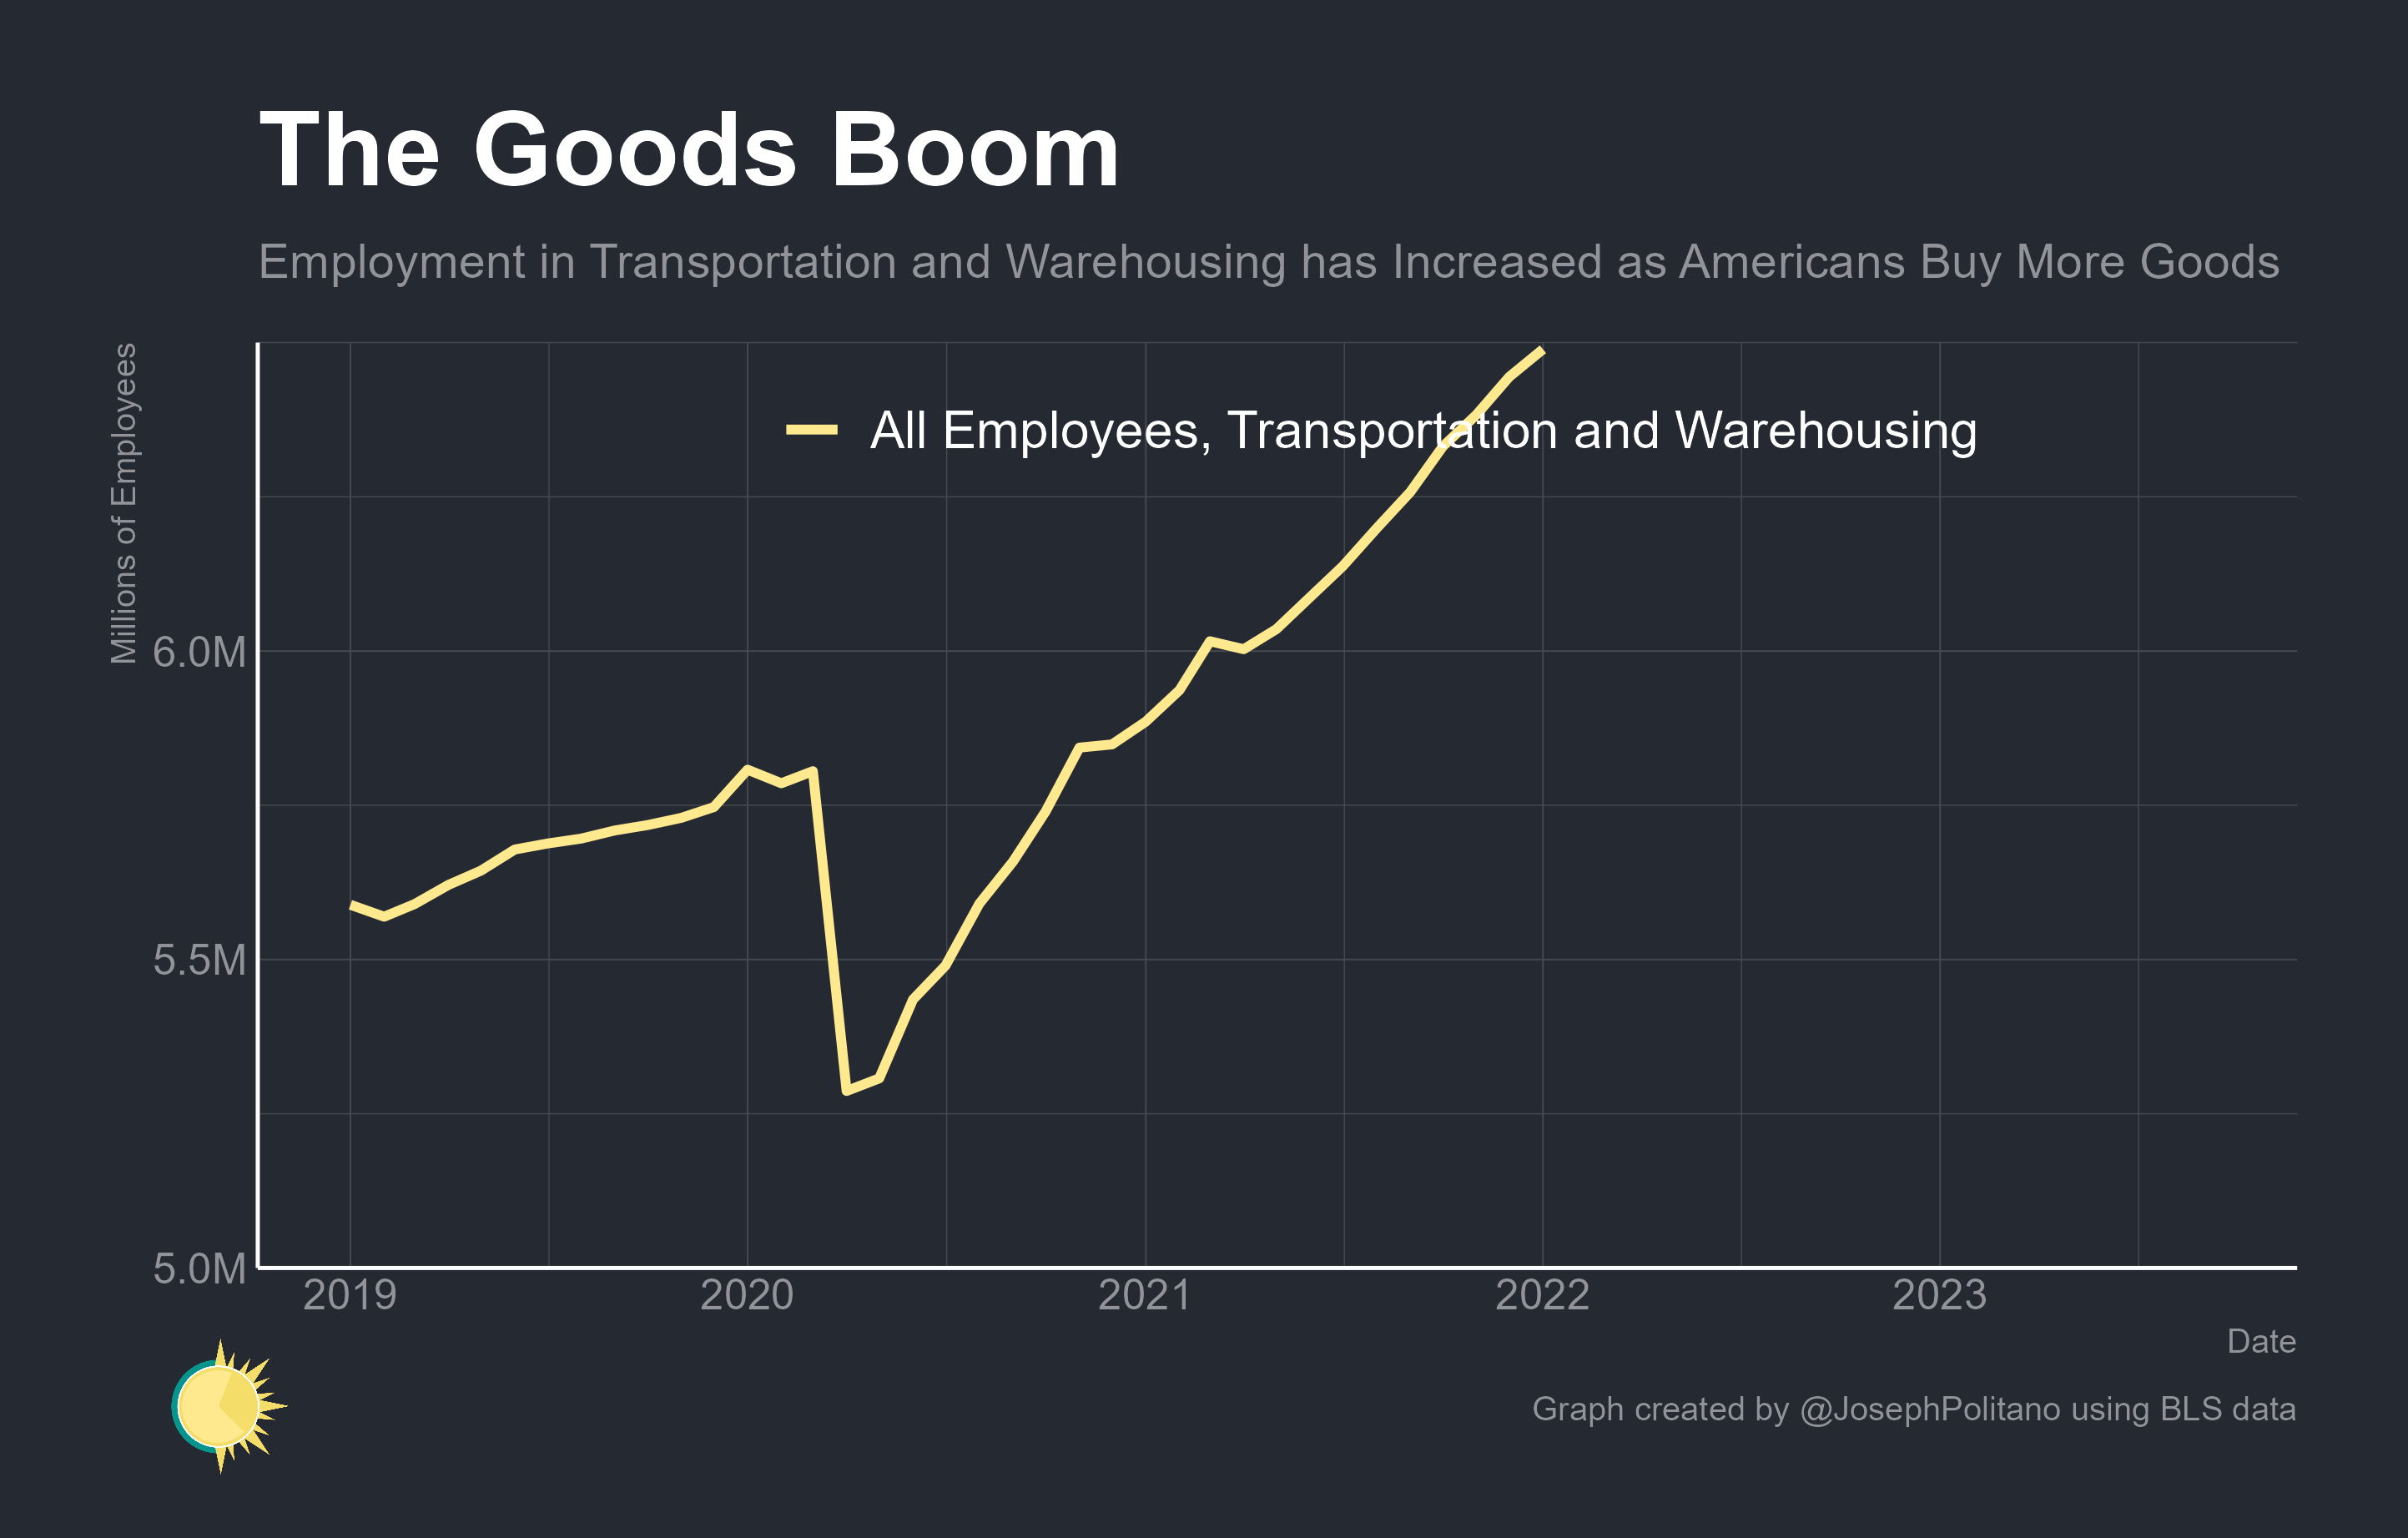 The Goods Boom
Employment in Transportation and Warehousing has Increased as Americans Buy More Goods
Millions of Employees
All Employees, Transportation and Warehousing
6.0M
5.5M
5.0M
2019 2020 2021 2022 2023
Date
Graph created by @JosephPolitano using BLS data